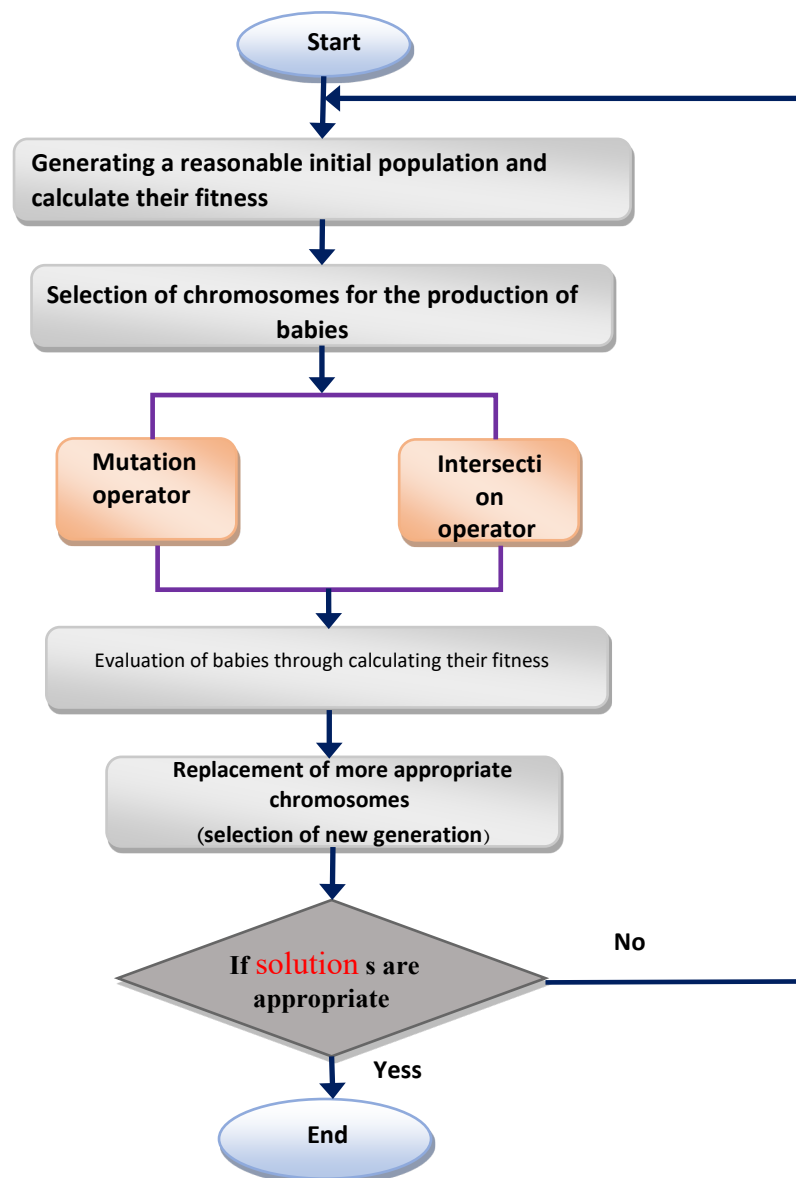 Start
Generating a reasonable initial population and
calculate their fitness
Selection of chromosomes for the production of
babies
Mutation
operator
Intersecti
on
operator
Evaluation of babies through calculating their fitness
Replacement of more appropriate
chromosomes
(selection of new generation)
If solution s are
appropriate
No
Yess
End